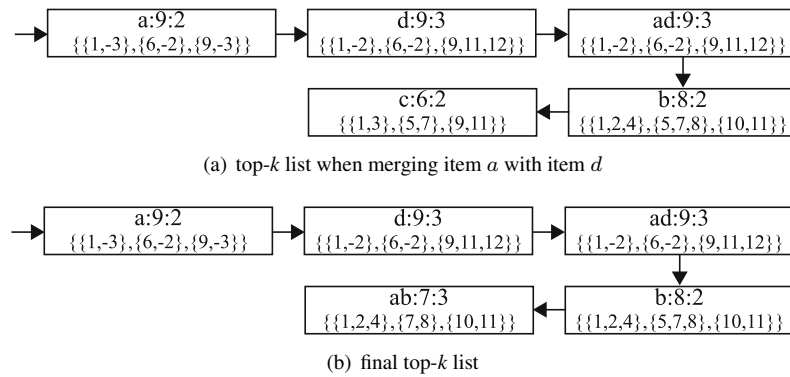 a:9:2
{{1,-3},{6,-2},{9,-3}}
d:9:3
{{1,-2},{6,-2},{9,11,12}}
ad:9:3
{{1,-2},{6,-2},{9,11,12}}
c:6:2
{{1,3},{5,7},{9,11}}
b:8:2
{{1,2,4},{5,7,8},{10,11}}
(a) top-k list when merging item a with item d
a:9:2
{{1,-3},{6,-2},{9,-3}}
d:9:3
{{1,-2},{6,-2},{9,11,12}}
ad:9:3
{{1,-2},{6,-2},{9,11,12}}
ab:7:3
{{1,2,4},{7,8},{10,11}}
b:8:2
{{1,2,4},{5,7,8},{10,11}}
(b) final top-k list